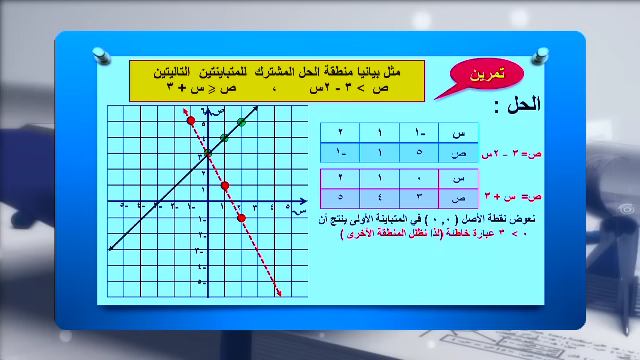 تمرين
مثل بيانيا منطقة الحل المشترك للمتباينتين التاليتين
ص > ٣ - ٢س ، ص ⩾ س + ٣
الحل :
س -١ ١ ٢
ص ٥ ١ -١
ص= ٣ - ٢س
س ٠ ١ ٢
ص ٣ ٤ ٥
ص= س + ٣
نعوض نقطة الأصل ( ٠ , ٠ ) في المتباينة الأولى ينتج أن
٠ > ٣ عبارة خاطئة (لذا نظلل المنطقة الأخرى )